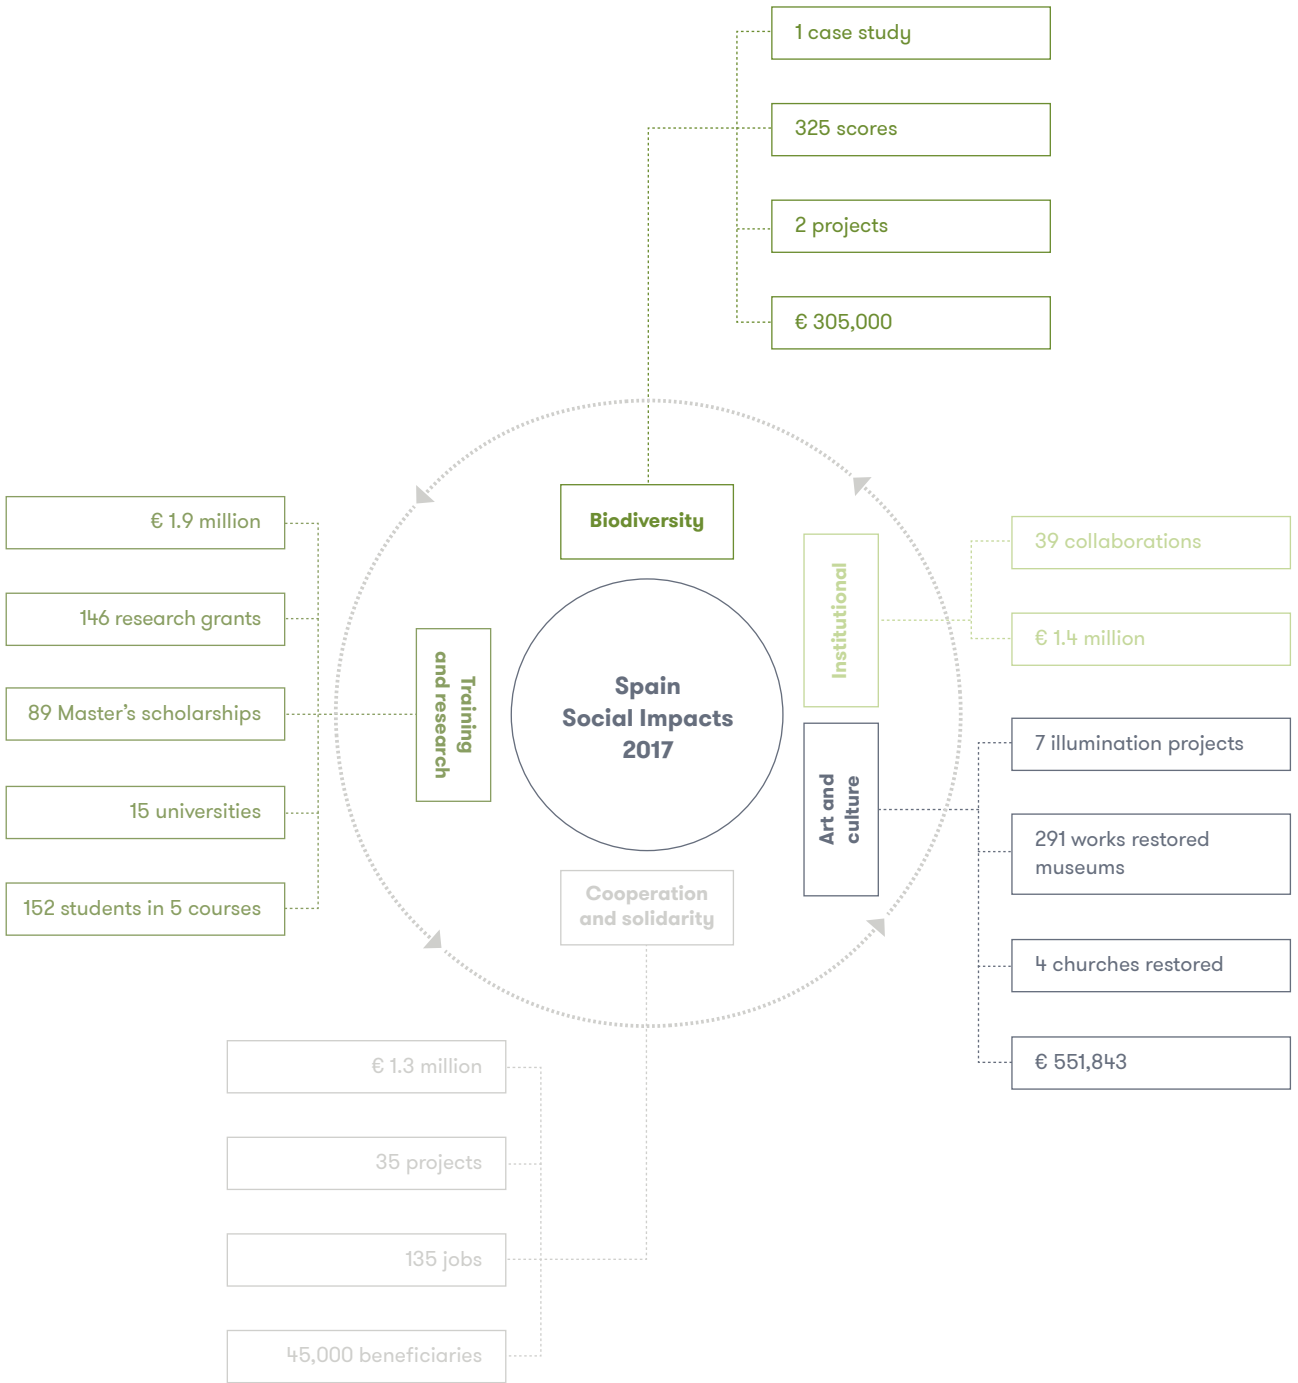 1 case study
325 scores
2 projects
€ 305,000
Biodiversity
€ 1.9 million
146 research grants
89 Master’s scholarships
15 universities
152 students in 5 courses
Training
and research
Spain
Social Impacts
2017
Institutional
39 collaborations
€ 1.4 million
Art and
culture
7 illumination projects
291 works restored
museums
4 churches restored
€ 551,843
Cooperation
and solidarity
€ 1.3 million
35 projects
135 jobs
45,000 beneficiaries